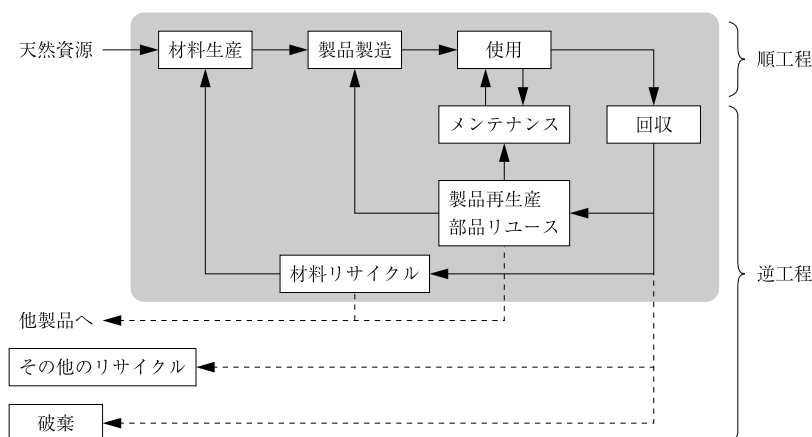 天然資源
材料生産
製品製造
使用
順工程
メンテナンス
回収
製品再生産
部品リユース
材料リサイクル
逆工程
他製品へ
その他のリサイクル
破棄